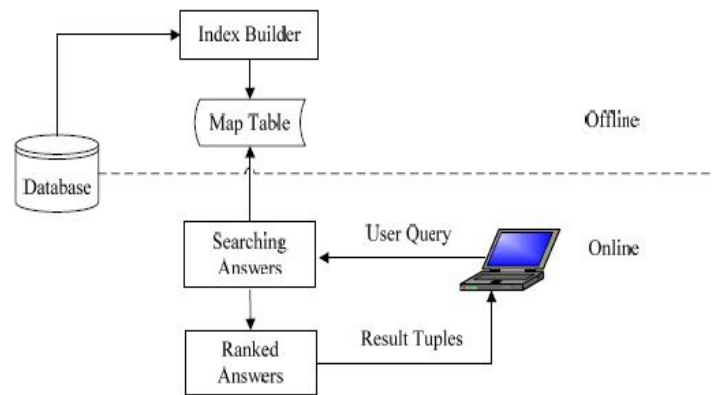 Index Builder
Map Table
Offline
Database
Searching
Answers
User Query
Online
Ranked
Answers
Result Tuples